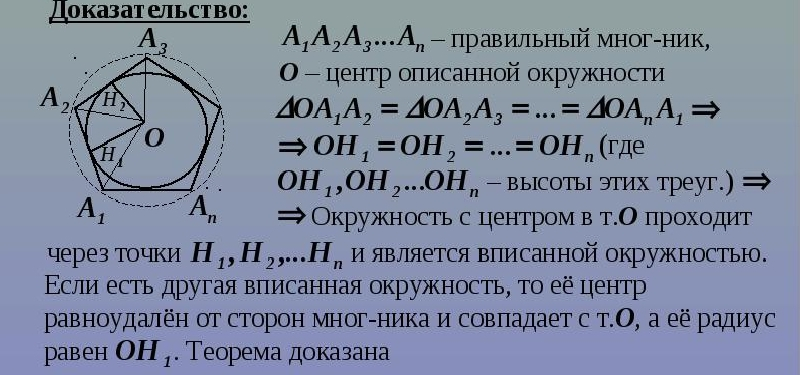 Доказательство:
A₁A₂A₃...Aₙ – правильный мног-ник,
O – центр описанной окружности
ΔOA₁A₂ = ΔOA₂A₃ = ... = ΔOAₙA₁ ⇒
⇒ OH₁ = OH₂ = ... = OHₙ (где
OH₁,OH₂...OHₙ – высоты этих треуг.) ⇒
⇒ Окружность с центром в т.O проходит
через точки H₁,H₂,...Hₙ и является вписанной окружностью.
Если есть другая вписанная окружность, то её центр
равноудалён от сторон мног-ника и совпадает с т.O, а её радиус
равен OH₁. Теорема доказана
A₃
A₂
H₂
O
H₁
A₁
Aₙ